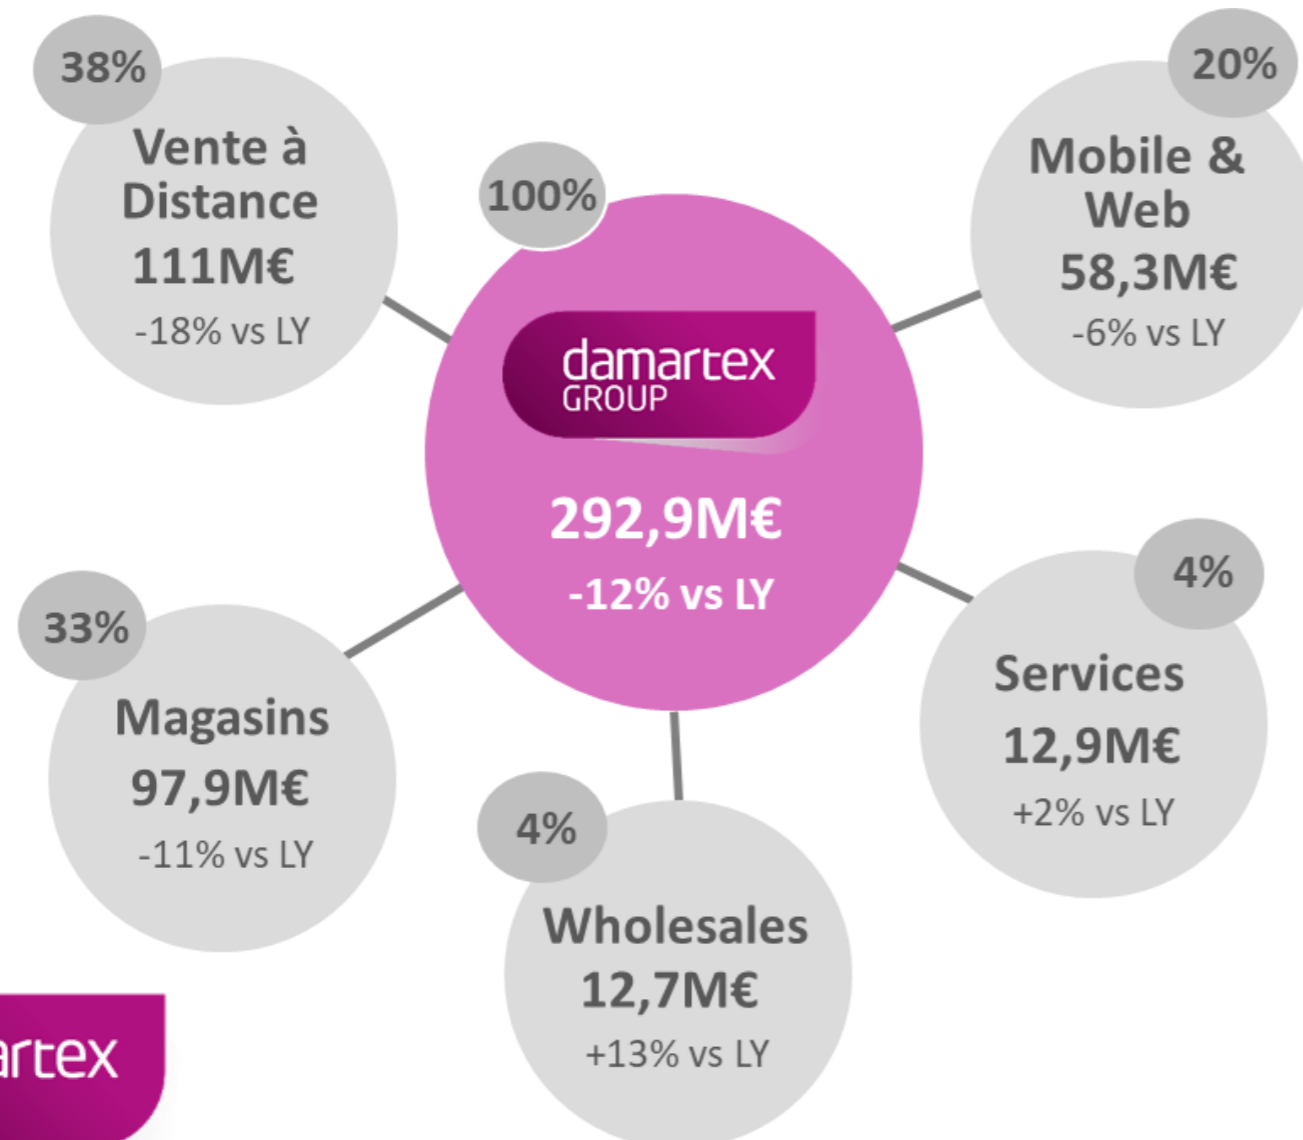 38%
Vente à
Distance
111M€
-18% vs LY
100%
damartex
GROUP
292,9M€
-12% vs LY
20%
Mobile &
Web
58,3M€
-6% vs LY
33%
Magasins
97,9M€
-11% vs LY
4%
Wholesales
12,7M€
+13% vs LY
4%
Services
12,9M€
+2% vs LY
artex